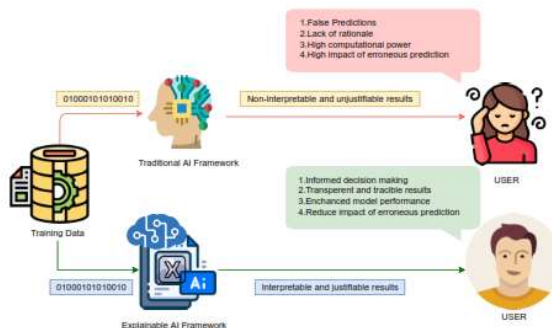 1.False Predictions
2.Lack of rationale
3.High computational power
4.High impact of erroneous prediction
01000101010010
Non-Interpretable and unjustifiable results
Traditional AI Framework
USER
1.Informed decision making
2.Transperent and tracible results
3.Enchanced model performance
4.Reduce impact of erroneous prediction
Training Data
X
Ai
01000101010010
Interpretable and justifiable results
Explainable AI Framework
USER